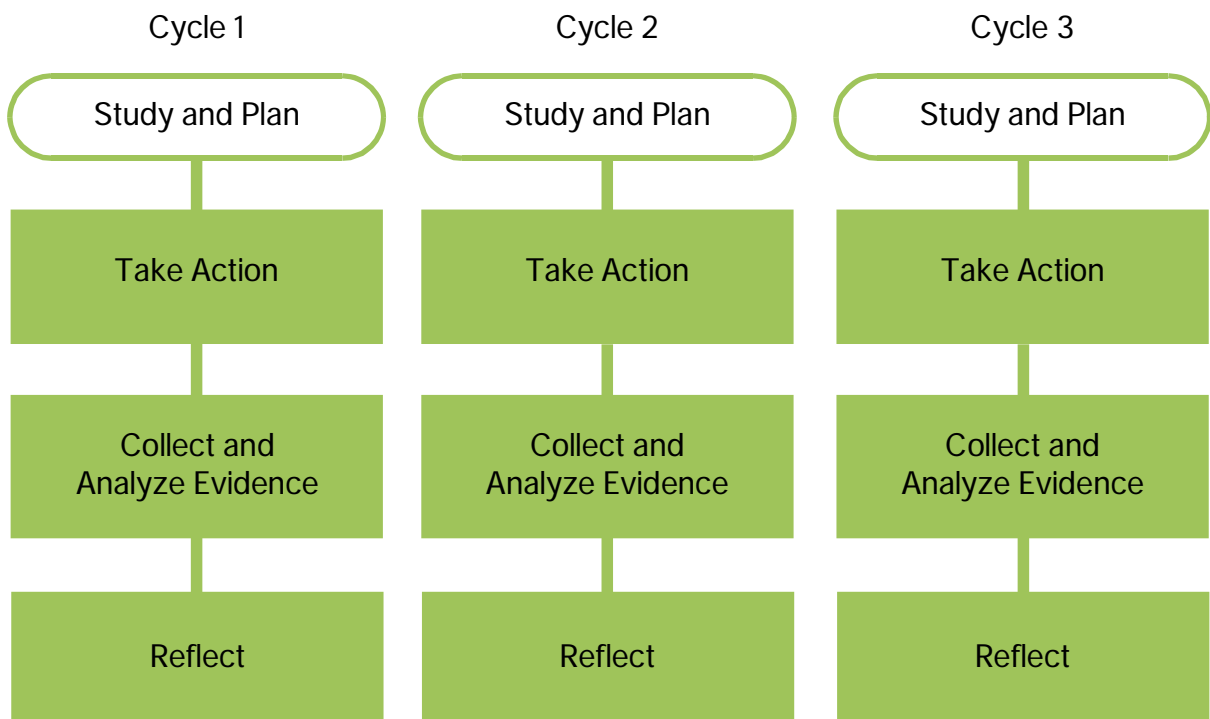 Cycle 1
Cycle 2
Cycle 3
Study and Plan
Study and Plan
Study and Plan
Take Action
Take Action
Take Action
Collect and
Analyze Evidence
Collect and
Analyze Evidence
Collect and
Analyze Evidence
Reflect
Reflect
Reflect